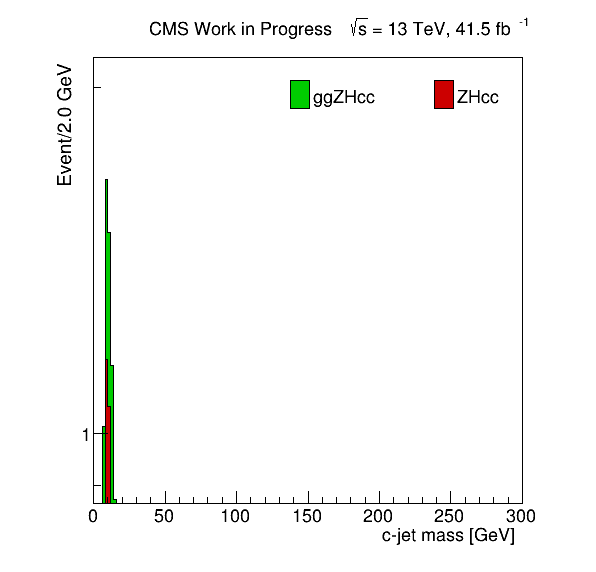 CMS Work in Progress √s = 13 TeV, 41.5 fb⁻¹
Event/2.0 GeV
ggZHcc ZHcc
1
0 50 100 150 200 250 300
c-jet mass [GeV]